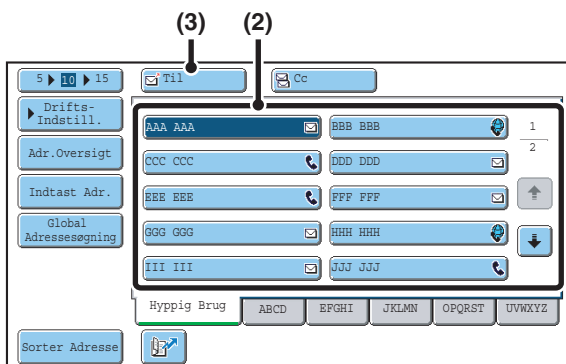 (3) (2)
5 10 15 Til Cc
Drifts-
Indstill.
AAA AAA BBB BBB 1
2
Adr.Oversigt CCC CCC DDD DDD
Indtast Adr. EEE EEE FFF FFF
Global
Adressesøgning
GGG GGG HHH HHH
III III JJJ JJJ
Hyppig Brug ABCD EFGHI JKLMN OPQRST UVWXYZ
Sorter Adresse